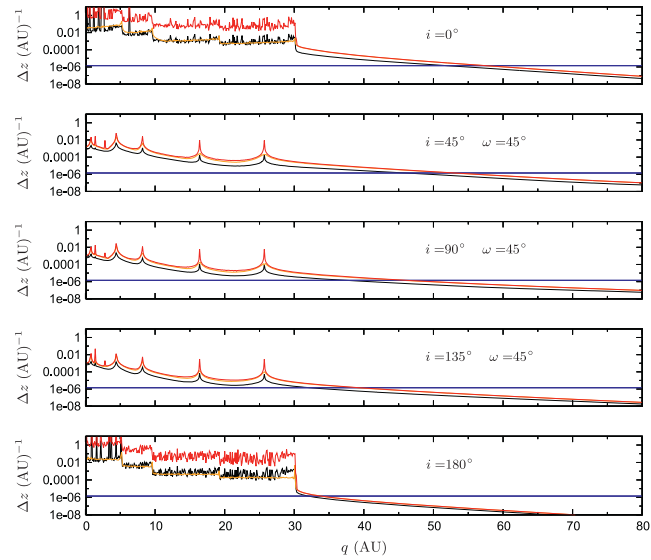 Δz (AU)⁻¹
1
0.01
0.0001
1e-06
1e-08
i =0°
Δz (AU)⁻¹
1
0.01
0.0001
1e-06
1e-08
i =45° ω =45°
Δz (AU)⁻¹
1
0.01
0.0001
1e-06
1e-08
i =90° ω =45°
Δz (AU)⁻¹
1
0.01
0.0001
1e-06
1e-08
i =135° ω =45°
Δz (AU)⁻¹
1
0.01
0.0001
1e-06
1e-08
i =180°
0 10 20 30 40 50 60 70 80
q (AU)